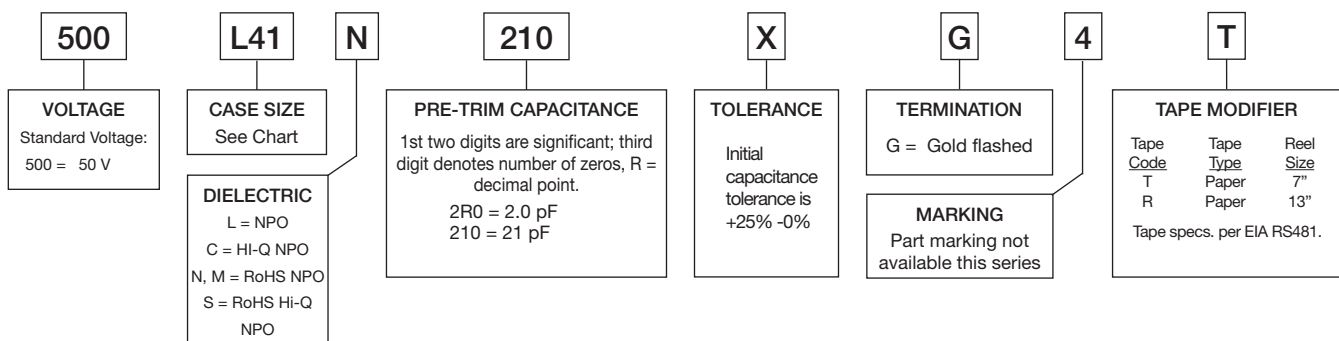 500
L41
N
210
X
G
4
T
VOLTAGE
Standard Voltage:
500 = 50 V
CASE SIZE
See Chart
DIELECTRIC
L = NPO
C = HI-Q NPO
N, M = RoHS NPO
S = RoHS Hi-Q
NPO
PRE-TRIM CAPACITANCE
1st two digits are significant; third
digit denotes number of zeros, R =
decimal point.
2R0 = 2.0 pF
210 = 21 pF
TOLERANCE
Initial
capacitance
tolerance is
+25% -0%
TERMINATION
G = Gold flashed
MARKING
Part marking not
available this series
TAPE MODIFIER
Tape Tape Reel
Code Type Size
T Paper 7”
R Paper 13”
Tape specs. per EIA RS481.